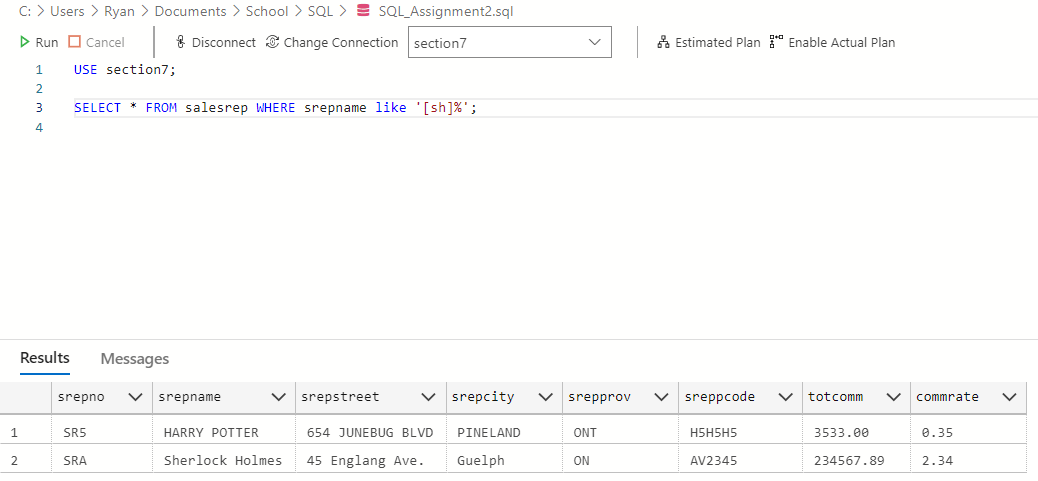 C: > Users > Ryan > Documents > School > SQL > SQL_Assignment2.sql
Run Cancel Disconnect Change Connection section7 Estimated Plan Enable Actual Plan
1 USE section7;
2
3 SELECT * FROM salesrep WHERE srepname like '[sh]%';
4
Results Messages
srepno srepname srepstreet srepcity srepprov sreppcode totcomm commrate
1 SR5 HARRY POTTER 654 JUNEBUG BLVD PINELAND ONT H5H5H5 3533.00 0.35
2 SRA Sherlock Holmes 45 Englang Ave. Guelph ON AV2345 234567.89 2.34